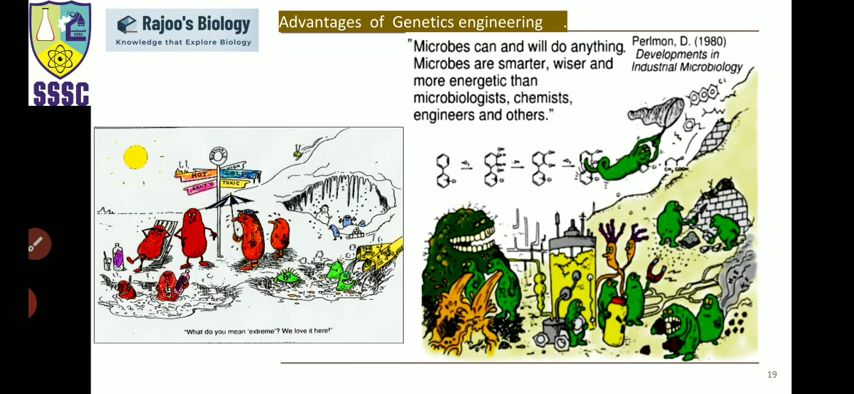 Rajoo's Biology
Knowledge that Explore Biology
SSSC
Advantages of Genetics engineering .
"Microbes can and will do anything.
Microbes are smarter, wiser and
more energetic than
microbiologists, chemists,
engineers and others."
Perlmon, D. (1980)
Developments in
Industrial Microbiology
HOT
COLD
SALTY
TOXIC
"What do you mean 'extreme'? We love it here!"
19